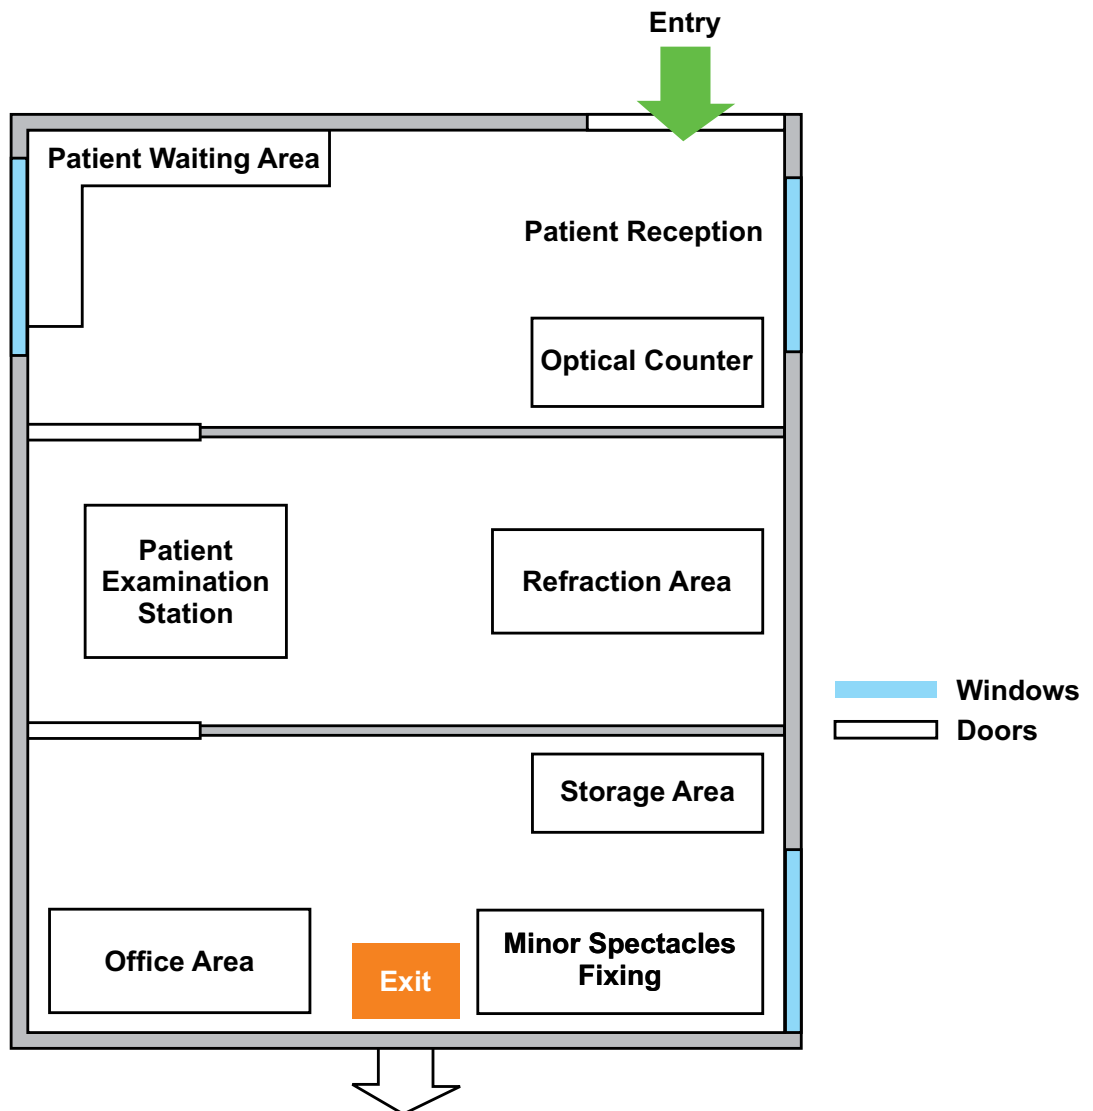 Entry
Patient Waiting Area
Patient Reception
Optical Counter
Patient
Examination
Station
Refraction Area
Windows
Doors
Storage Area
Office Area
Exit
Minor Spectacles
Fixing